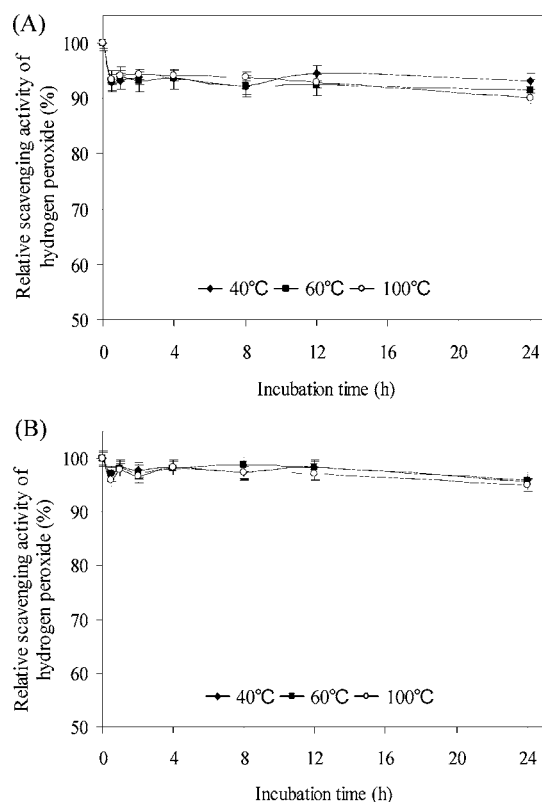 (A)
Relative scavenging activity of
hydrogen peroxide (%)
100
90
80
70
60
50
40℃ 60℃ 100℃
0 4 8 12 16 20 24
Incubation time (h)
(B)
Relative scavenging activity of
hydrogen peroxide (%)
100
90
80
70
60
50
40℃ 60℃ 100℃
0 4 8 12 16 20 24
Incubation time (h)